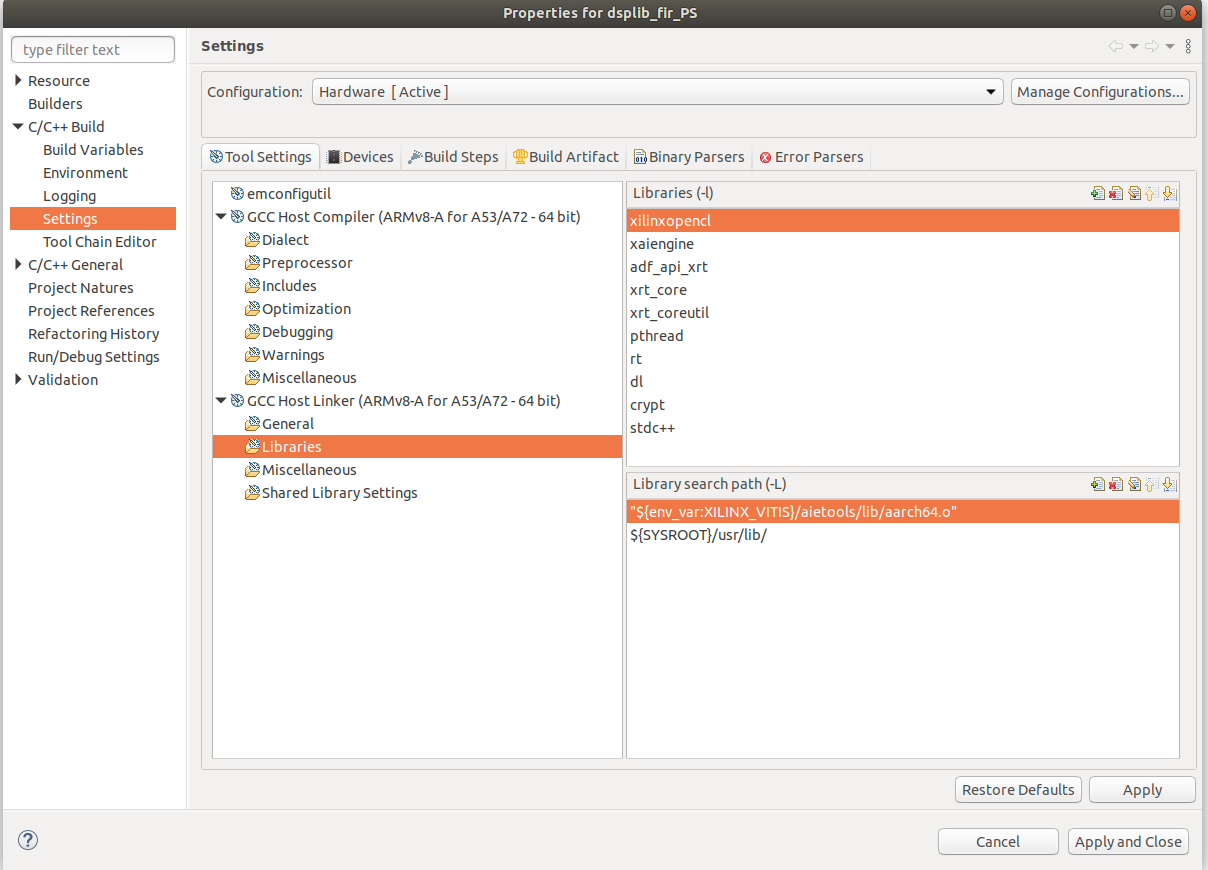 Properties for dsplib_fir_PS
type filter text
Resource
Builders
C/C++ Build
Build Variables
Environment
Logging
Settings
Tool Chain Editor
C/C++ General
Project Natures
Project References
Refactoring History
Run/Debug Settings
Validation
Settings
Configuration:
Hardware [ Active ]
Manage Configurations...
Tool Settings
Devices
Build Steps
Build Artifact
Binary Parsers
Error Parsers
emconfigutil
GCC Host Compiler (ARMv8-A for A53/A72 - 64 bit)
Dialect
Preprocessor
Includes
Optimization
Debugging
Warnings
Miscellaneous
GCC Host Linker (ARMv8-A for A53/A72 - 64 bit)
General
Libraries
Miscellaneous
Shared Library Settings
Libraries (-l)
xilinxopencl
xaiengine
adf_api_xrt
xrt_core
xrt_coreutil
pthread
rt
dl
crypt
stdc++
Library search path (-L)
"${env_var:XILINX_VITIS}/aietools/lib/aarch64.o"
${SYSROOT}/usr/lib/
Restore Defaults
Apply
?
Cancel
Apply and Close